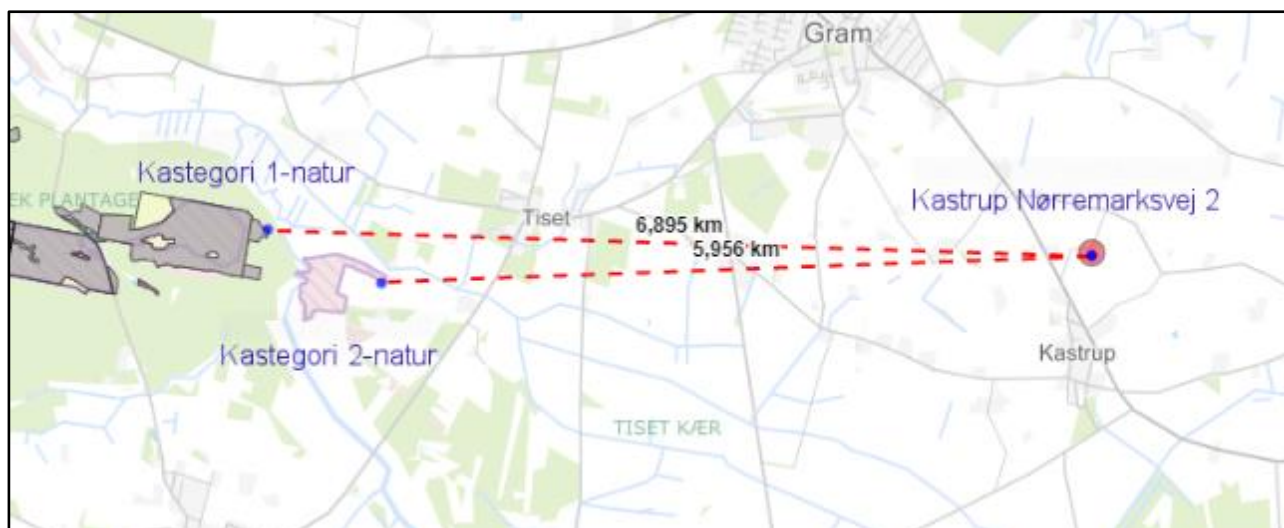 Gram
Kastegori 1-natur
EK PLANTAGE
Kastrup Nørremarksvej 2
Tiset
6,895 km
5,956 km
Kastegori 2-natur
Kastrup
TISET KÆR